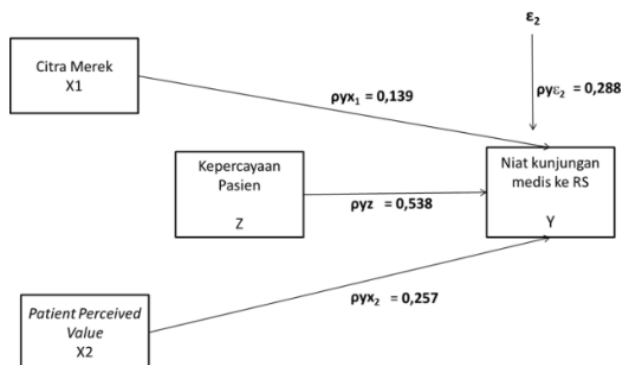 ε₂
Citra Merek
X1
ρyx₁ = 0,139
ρyε₂ = 0,288
Kepercayaan
Pasien
Z
ρyz = 0,538
Niat kunjungan
medis ke RS
Y
Patient Perceived
Value
X2
ρyx₂ = 0,257